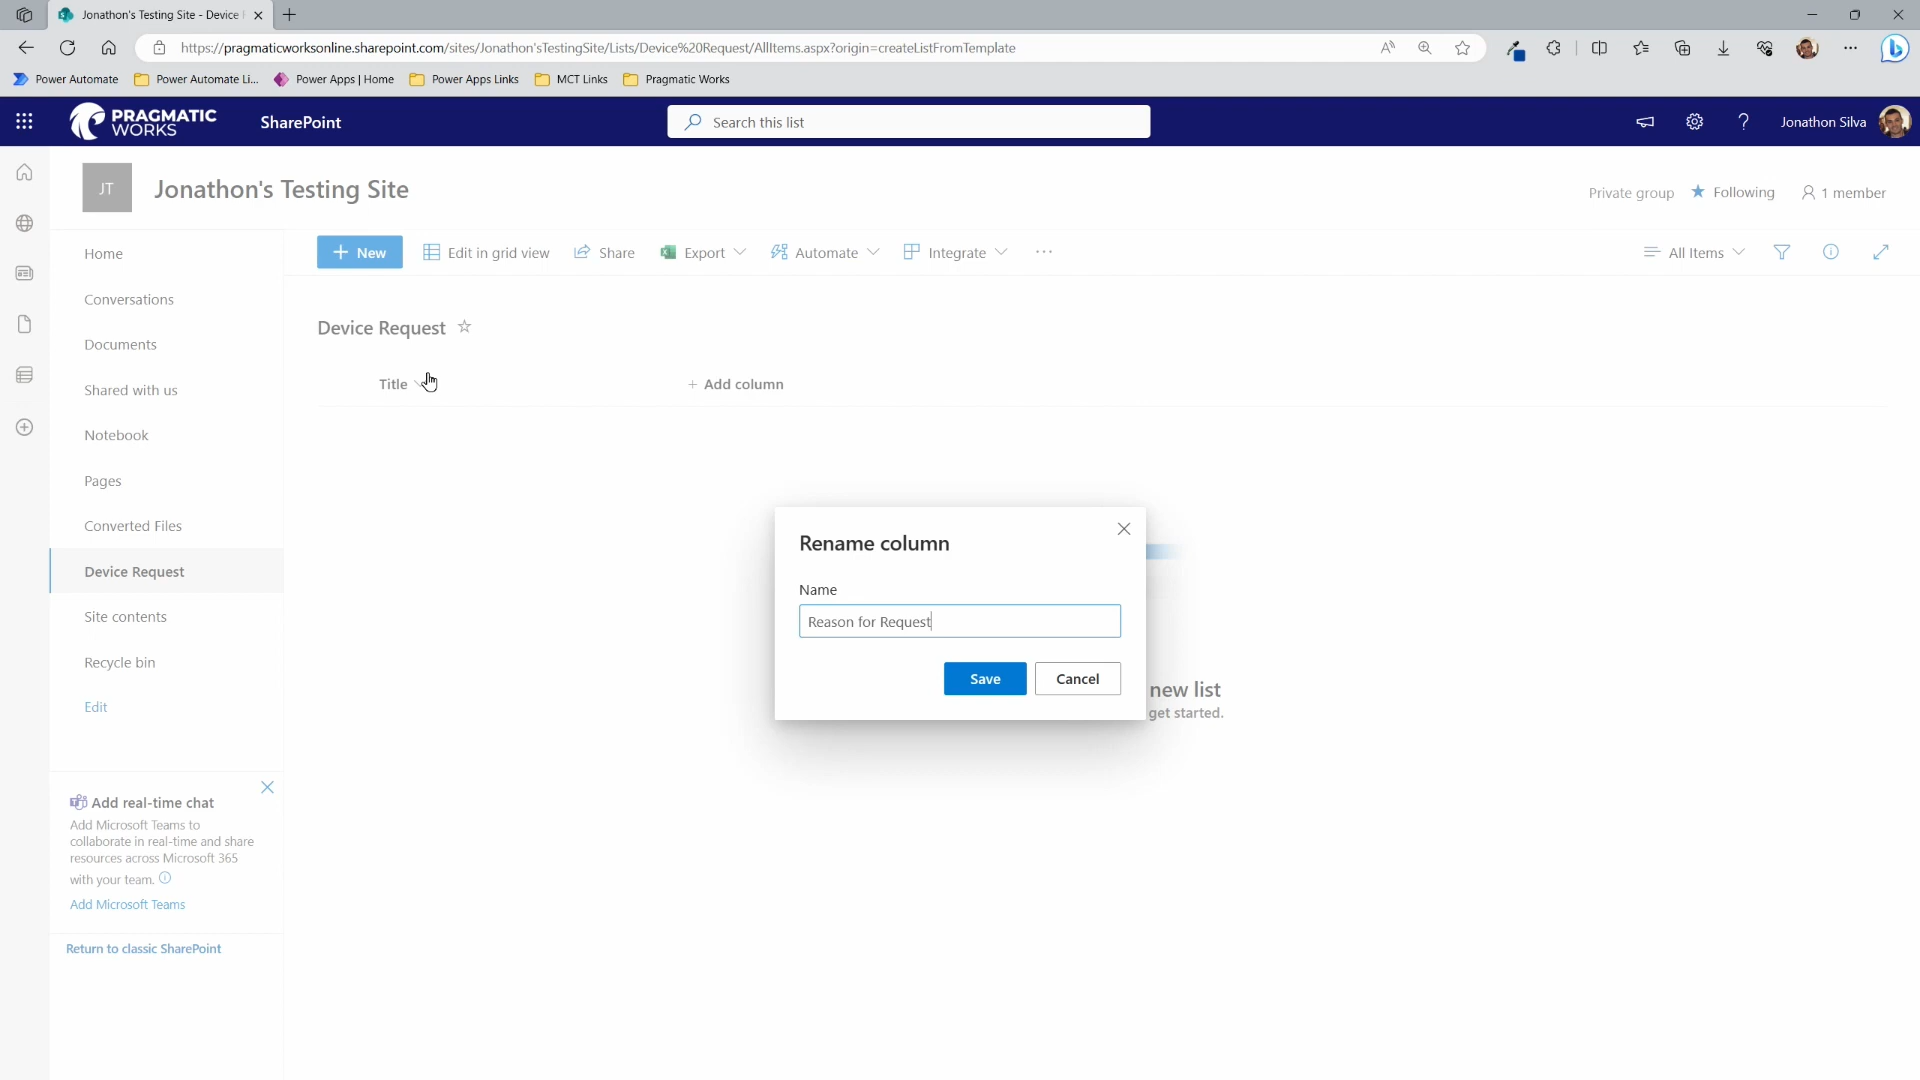 Jonathon's Testing Site - Device
https://pragmaticworksonline.sharepoint.com/sites/Jonathon'sTestingSite/Lists/Device%20Request/AllItems.aspx?origin=createListFromTemplate
Power Automate
Power Automate Li...
Power Apps | Home
Power Apps Links
MCT Links
Pragmatic Works
PRAGMATIC
WORKS
SharePoint
Search this list
Jonathon Silva
JT
Jonathon's Testing Site
Private group
Following
1 member
Home
Conversations
Documents
Shared with us
Notebook
Pages
Converted Files
Device Request
Site contents
Recycle bin
Edit
New
Edit in grid view
Share
Export
Automate
Integrate
All Items
Device Request
Title
+ Add column
Rename column
Name
Reason for Request
Save
Cancel
new list
get started.
Add real-time chat
Add Microsoft Teams to
collaborate in real-time and share
resources across Microsoft 365
with your team.
Add Microsoft Teams
Return to classic SharePoint